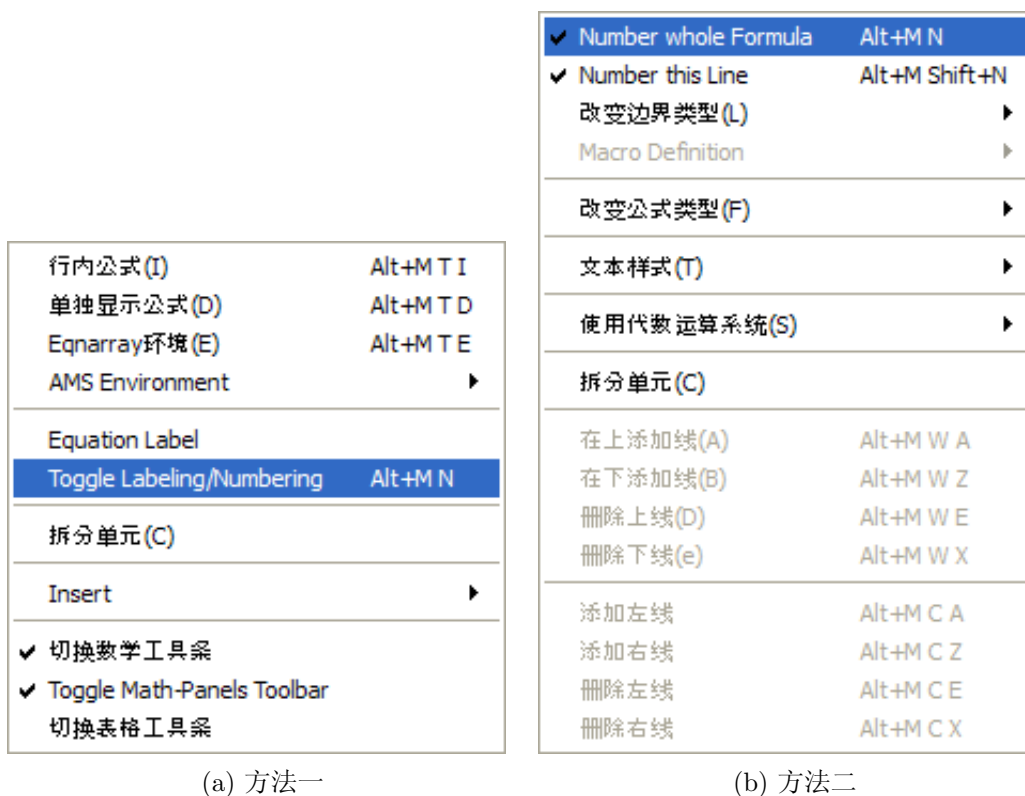 行内公式(I) Alt+M T I
单独显示公式(D) Alt+M T D
Eqnarray环境(E) Alt+M T E
AMS Environment
Equation Label
Toggle Labeling/Numbering Alt+M N
拆分单元(C)
Insert
切换数学工具条
Toggle Math-Panels Toolbar
切换表格工具条
(a) 方法一
Number whole Formula Alt+M N
Number this Line Alt+M Shift+N
改变边界类型(L)
Macro Definition
改变公式类型(F)
文本样式(T)
使用代数运算系统(S)
拆分单元(C)
在上添加线(A) Alt+M W A
在下添加线(B) Alt+M W Z
删除上线(D) Alt+M W E
删除下线(e) Alt+M W X
添加左线 Alt+M C A
添加右线 Alt+M C Z
删除左线 Alt+M C E
删除右线 Alt+M C X
(b) 方法二